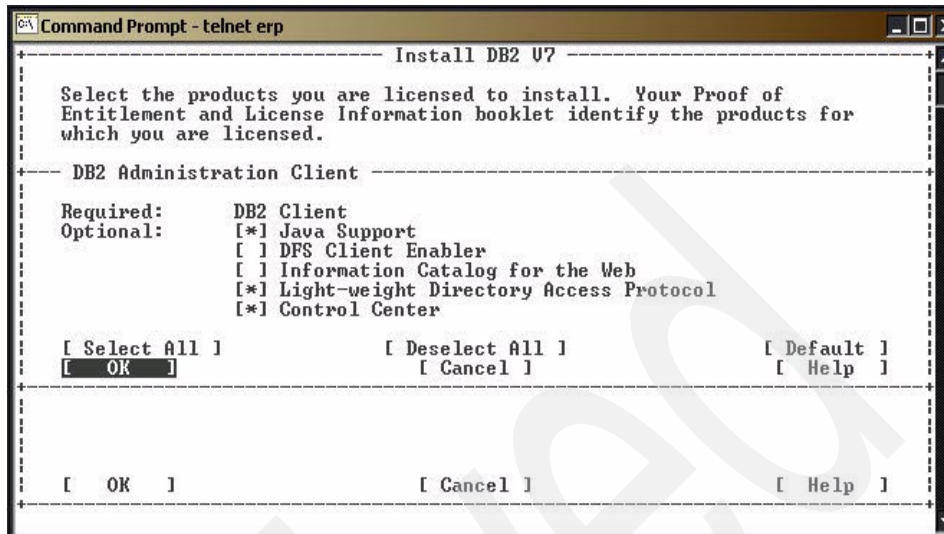 Command Prompt - telnet erp
Install DB2 V7
Select the products you are licensed to install. Your Proof of
Entitlement and License Information booklet identify the products for
which you are licensed.
DB2 Administration Client
Required: DB2 Client
Optional: [*] Java Support
[ ] DFS Client Enabler
[ ] Information Catalog for the Web
[*] Light-weight Directory Access Protocol
[*] Control Center
[ Select All ] [ Deselect All ] [ Default ]
[ OK ] [ Cancel ] [ Help ]
[ OK ] [ Cancel ] [ Help ]